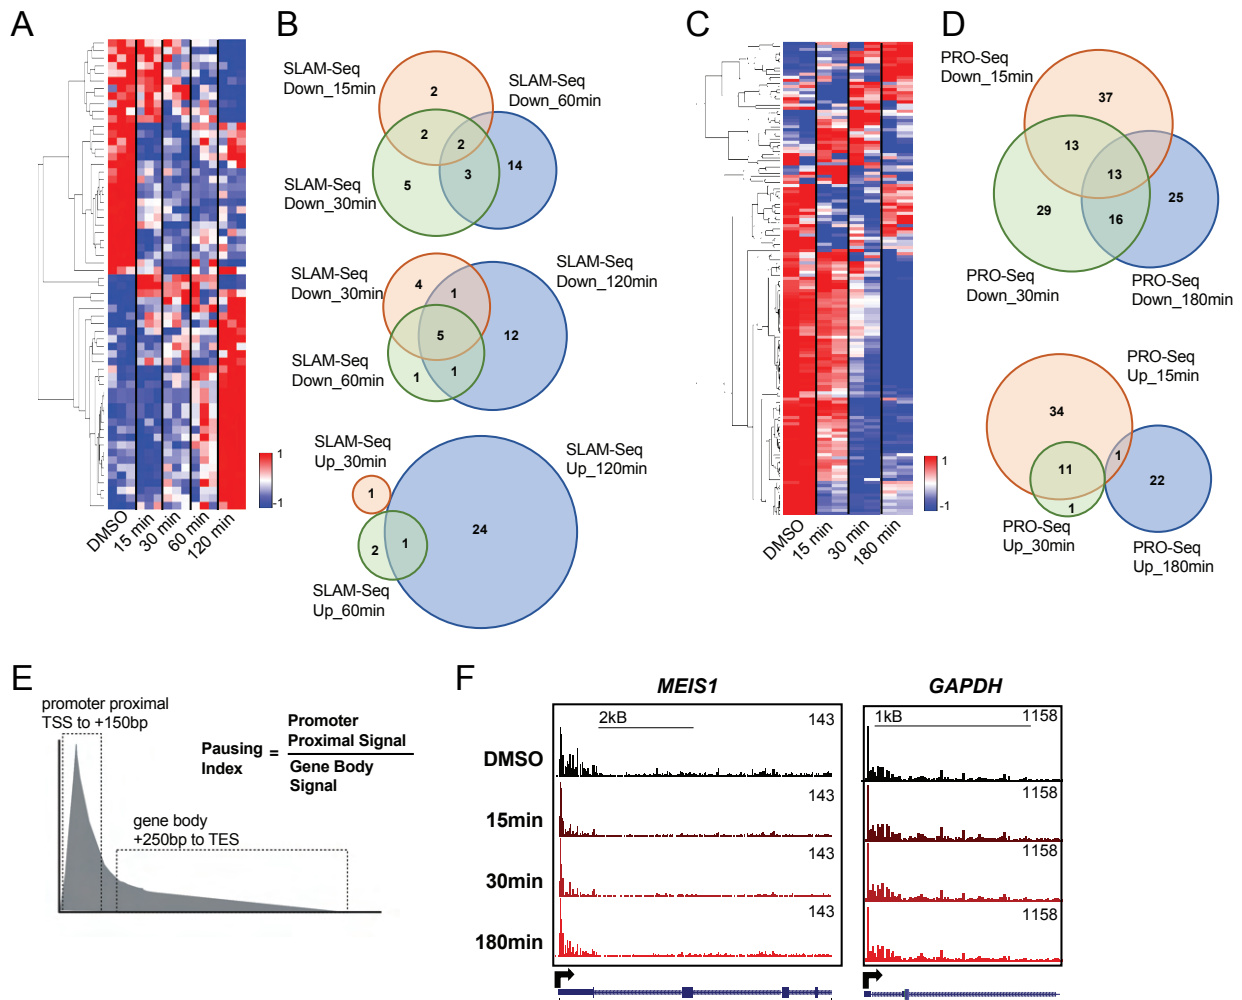 A
DMSO
15 min
30 min
60 min
120 min
1
-1
B
SLAM-Seq
Down_15min
SLAM-Seq
Down_60min
SLAM-Seq
Down_30min
2
2
2
3
5
14
SLAM-Seq
Down_30min
SLAM-Seq
Down_120min
SLAM-Seq
Down_60min
4
1
5
12
1
1
SLAM-Seq
Up_30min
SLAM-Seq
Up_120min
SLAM-Seq
Up_60min
1
24
2
1
C
DMSO
15 min
30 min
180 min
1
-1
D
PRO-Seq
Down_15min
37
13
13
29
16
25
PRO-Seq
Down_30min
PRO-Seq
Down_180min
PRO-Seq
Up_15min
34
11
1
22
1
PRO-Seq
Up_30min
PRO-Seq
Up_180min
E
promoter proximal
TSS to +150bp
Pausing
Index
=
Promoter
Proximal Signal
Gene Body
Signal
gene body
+250bp to TES
F
MEIS1
GAPDH
2kB
143
1kB
1158
DMSO
143
1158
15min
143
1158
30min
143
1158
180min